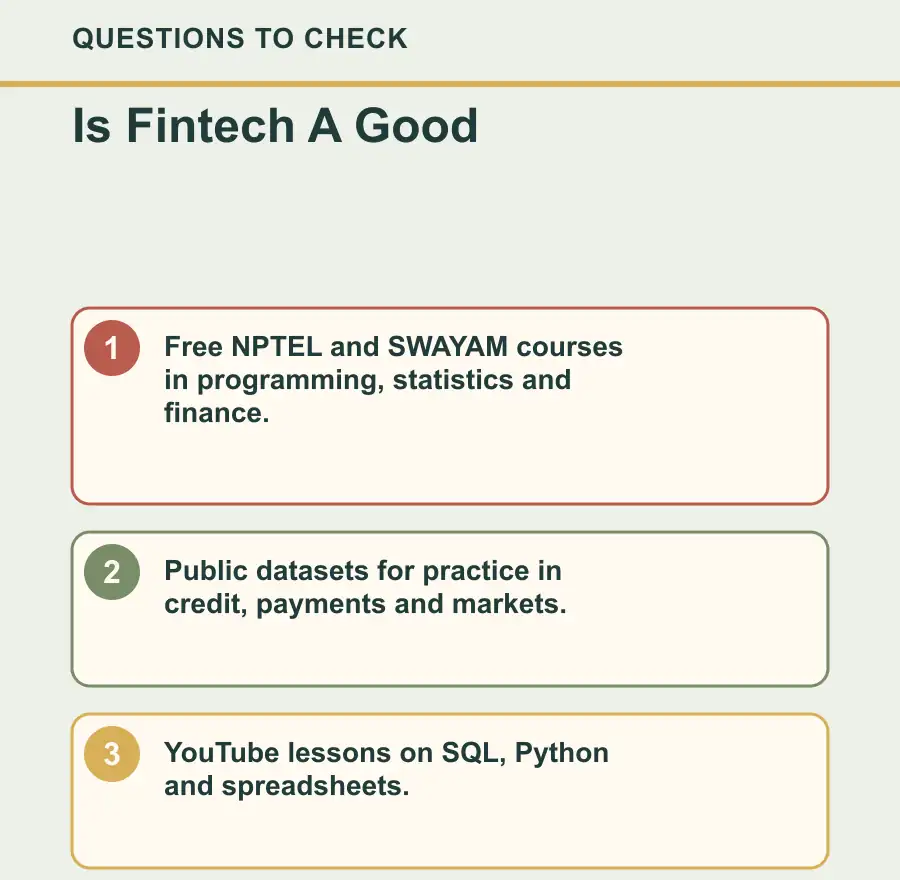 QUESTIONS TO CHECK
Is Fintech A Good
1
Free NPTEL and SWAYAM courses
in programming, statistics and
finance.
2
Public datasets for practice in
credit, payments and markets.
3
YouTube lessons on SQL, Python
and spreadsheets.